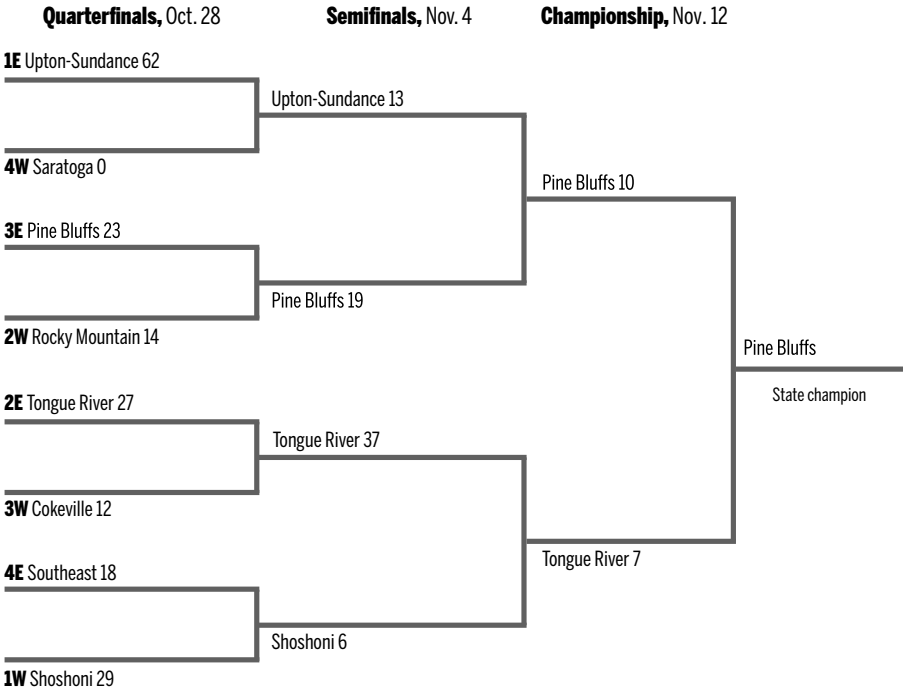 Quarterfinals, Oct. 28
Semifinals, Nov. 4
Championship, Nov. 12
1E Upton-Sundance 62
4W Saratoga 0
3E Pine Bluffs 23
2W Rocky Mountain 14
2E Tongue River 27
3W Cokeville 12
4E Southeast 18
1W Shoshoni 29
Upton-Sundance 13
Pine Bluffs 19
Tongue River 37
Shoshoni 6
Pine Bluffs 10
Tongue River 7
Pine Bluffs
State champion